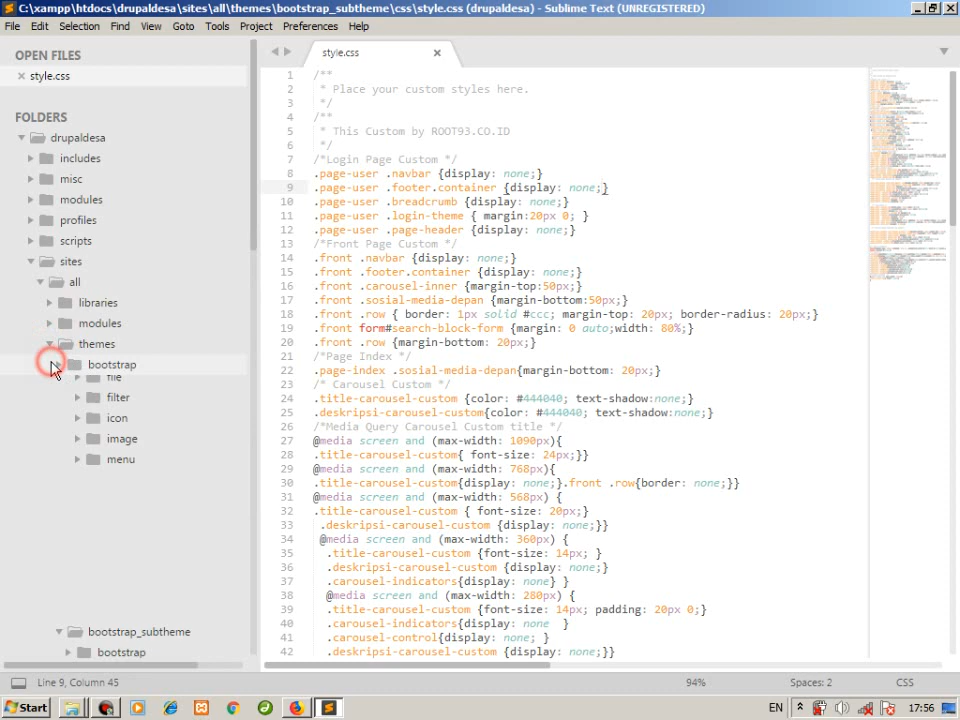 C:\xampp\htdocs\drupaldesa\sites\all\themes\bootstrap_subtheme\css\style.css (drupaldesa) - Sublime Text (UNREGISTERED)
File Edit Selection Find View Goto Tools Project Preferences Help
OPEN FILES
style.css
FOLDERS
drupaldesa
includes
misc
modules
profiles
scripts
sites
all
libraries
modules
themes
bootstrap
file
filter
icon
image
menu
bootstrap_subtheme
bootstrap
style.css
1 /**
2 * Place your custom styles here.
3 */
4 /**
5 * This Custom by ROOT93.CO.ID
6 */
7 /*Login Page Custom */
8 .page-user .navbar {display: none;}
9 .page-user .footer.container {display: none;}
10 .page-user .breadcrumb {display: none;}
11 .page-user .login-theme { margin:20px 0; }
12 .page-user .page-header {display: none;}
13 /*Front Page Custom */
14 .front .navbar {display: none;}
15 .front .footer.container {display: none;}
16 .front .carousel-inner {margin-top:50px;}
17 .front .sosial-media-depan {margin-bottom:50px;}
18 .front .row { border: 1px solid #ccc; margin-top: 20px; border-radius: 20px;}
19 .front form#search-block-form {margin: 0 auto;width: 80%;}
20 .front .row {margin-bottom: 20px;}
21 /*Page Index */
22 .page-index .sosial-media-depan{margin-bottom: 20px;}
23 /* Carousel Custom */
24 .title-carousel-custom {color: #444040; text-shadow:none;}
25 .deskripsi-carousel-custom{color: #444040; text-shadow:none;}
26 /*Media Query Carousel Custom title */
27 @media screen and (max-width: 1090px){
28 .title-carousel-custom{ font-size: 24px;}}
29 @media screen and (max-width: 768px){
30 .title-carousel-custom{display: none;}.front .row{border: none;}}
31 @media screen and (max-width: 568px) {
32 .title-carousel-custom { font-size: 20px;}
33 .deskripsi-carousel-custom {display: none;}}
34 @media screen and (max-width: 360px) {
35 .title-carousel-custom {font-size: 14px; }
36 .deskripsi-carousel-custom {display: none;}
37 .carousel-indicators{display: none} }
38 @media screen and (max-width: 280px) {
39 .title-carousel-custom {font-size: 14px; padding: 20px 0;}
40 .carousel-indicators{display: none }
41 .carousel-control{display: none; }
42 .deskripsi-carousel-custom {display: none;}}
Line 9, Column 45 94% Spaces: 2 CSS
Start EN 17:56